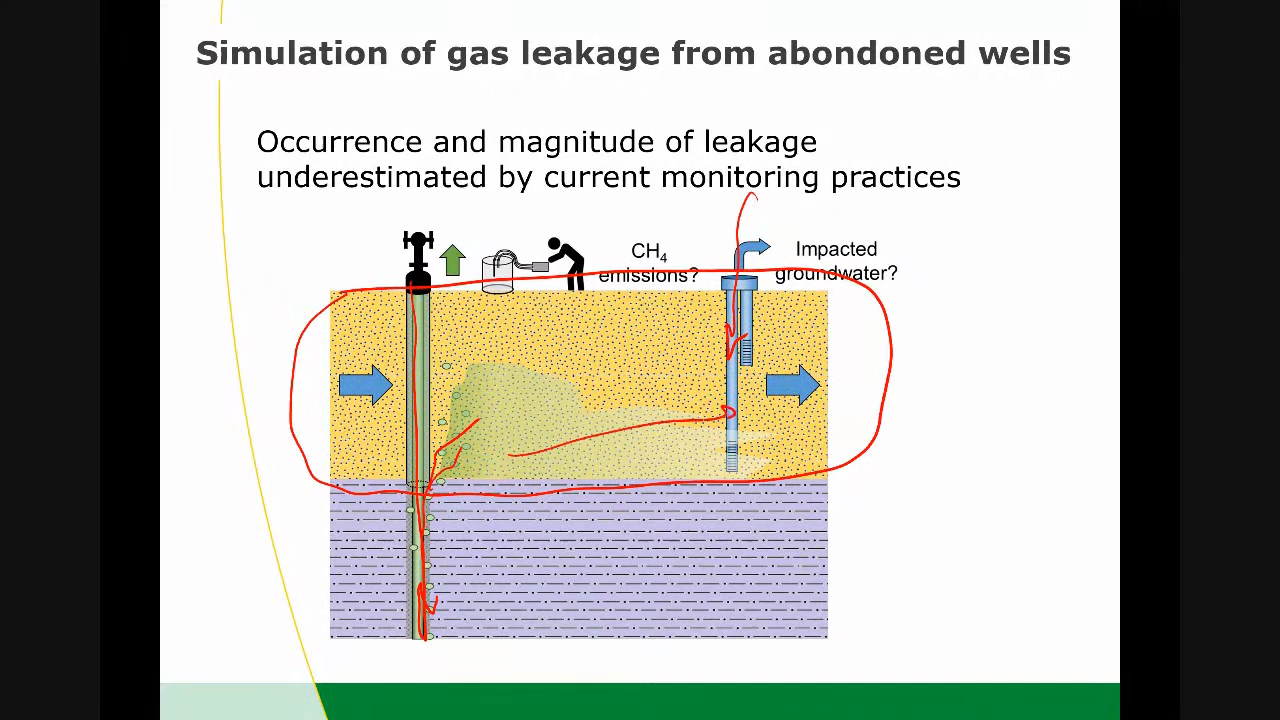 Simulation of gas leakage from abondoned wells
Occurrence and magnitude of leakage
underestimated by current monitoring practices
CH₄
emissions?
Impacted
groundwater?